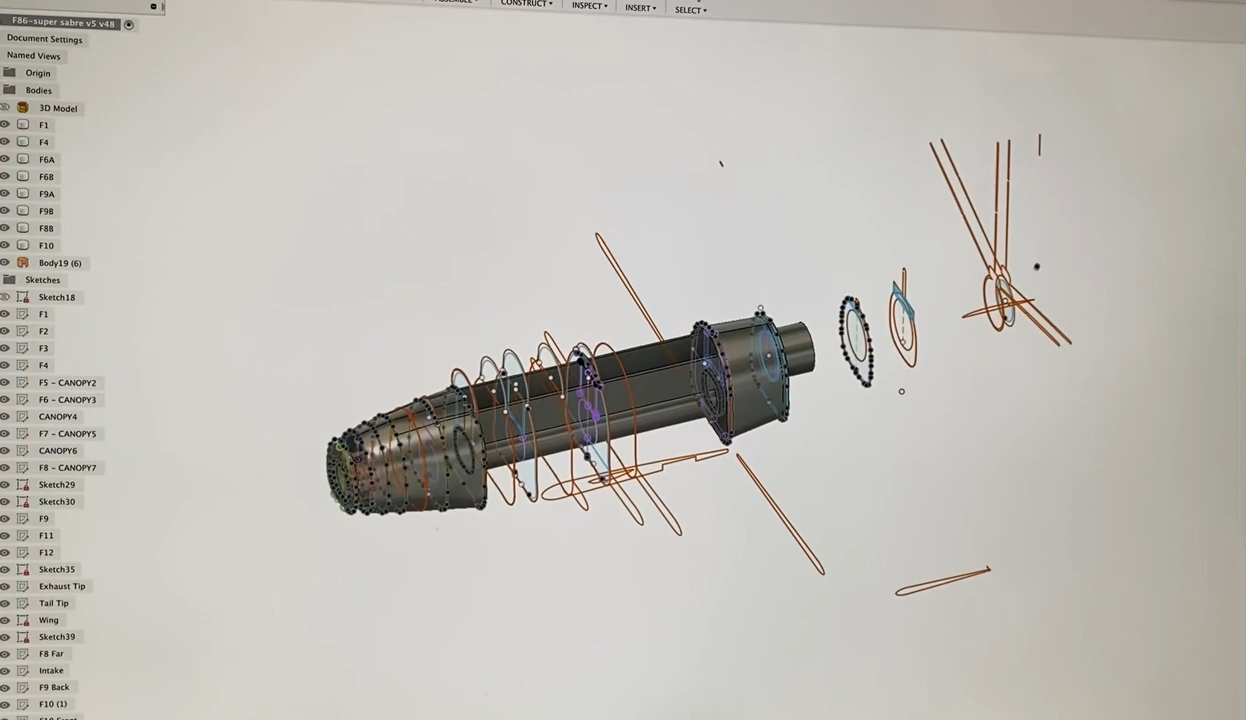 ASSEMBLE
CONSTRUCT
INSPECT
INSERT
SELECT
F86-super sabre v5 v48
Document Settings
Named Views
Origin
Bodies
3D Model
F1
F4
F6A
F6B
F9A
F9B
F8B
F10
Body19 (6)
Sketches
Sketch18
F1
F2
F3
F4
F5 - CANOPY2
F6 - CANOPY3
CANOPY4
F7 - CANOPY5
CANOPY6
F8 - CANOPY7
Sketch29
Sketch30
F9
F11
F12
Sketch35
Exhaust Tip
Tail Tip
Wing
Sketch39
F8 Far
Intake
F9 Back
F10 (1)
F10 Front